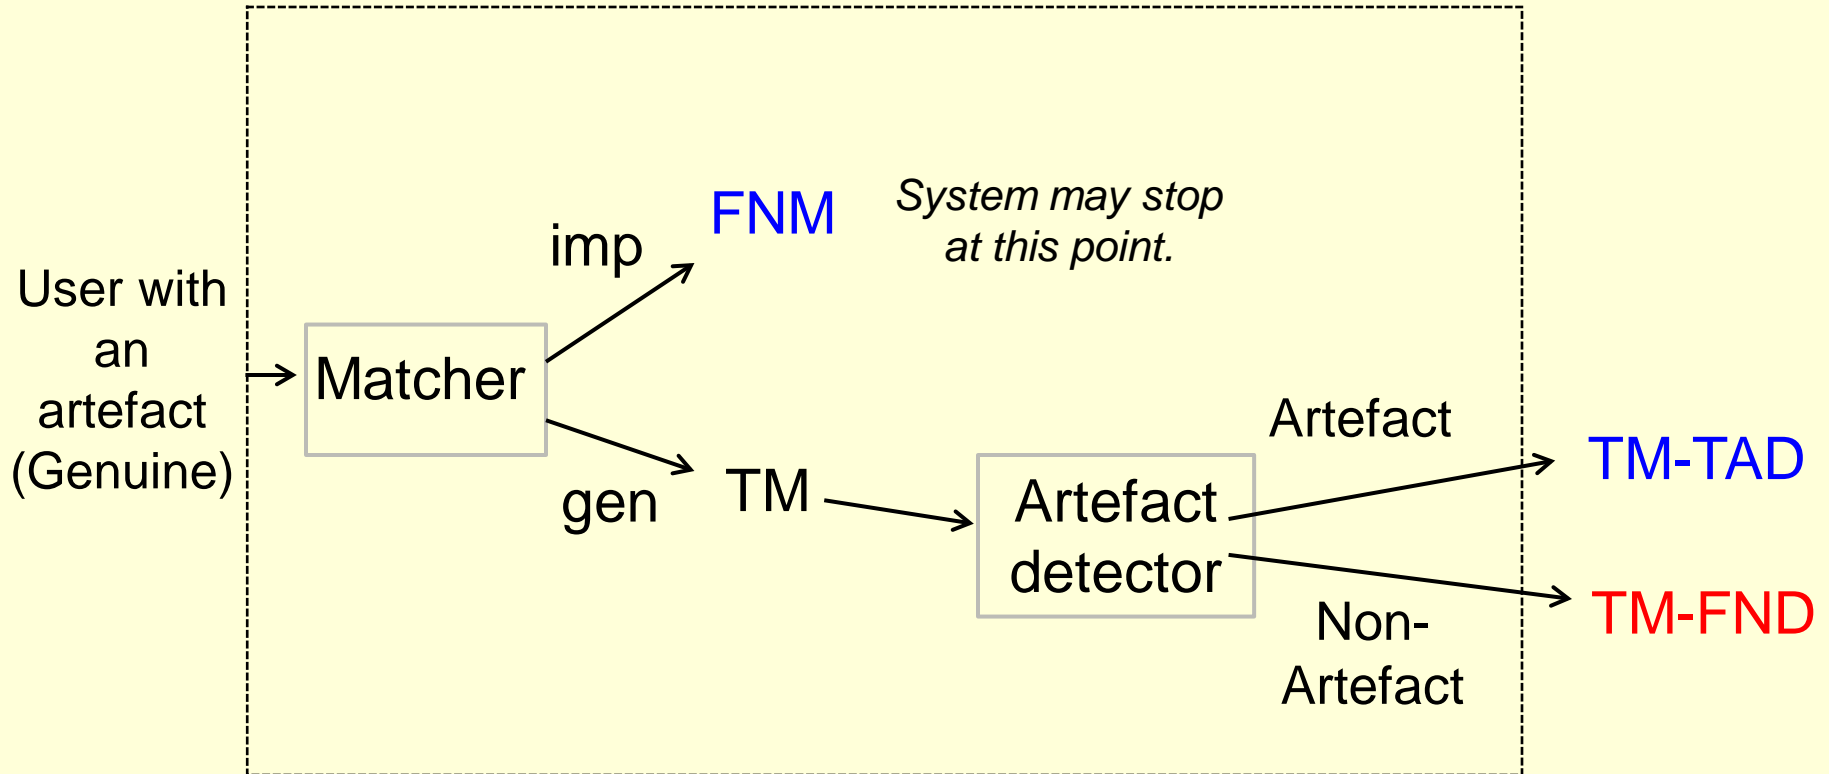 User with
an
artefact
(Genuine)
Matcher
imp
FNM
System may stop
at this point.
gen
TM
Artefact
detector
Artefact
TM-TAD
Non-
Artefact
TM-FND